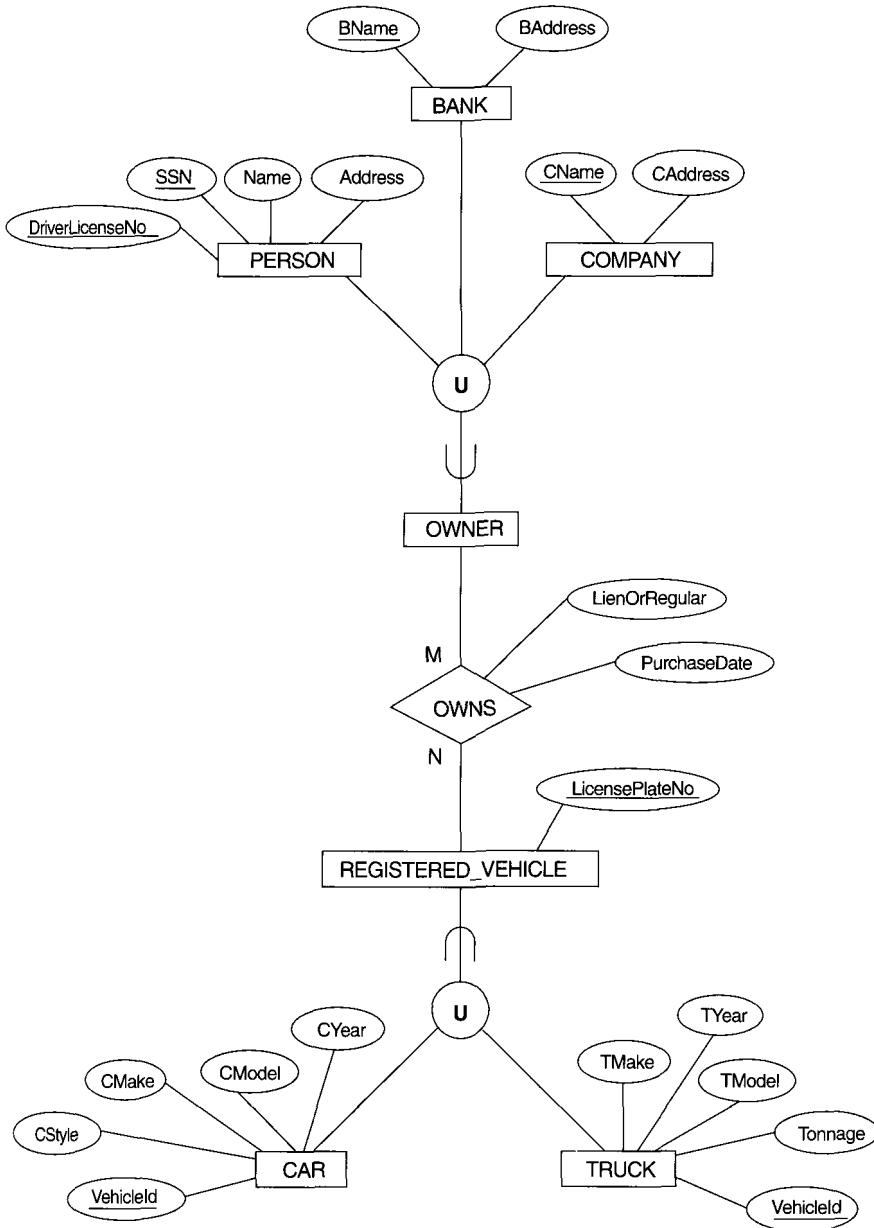 BName
BAddress
BANK
SSN
Name
Address
CName
CAddress
DriverLicenseNo
PERSON
COMPANY
U
OWNER
LienOrRegular
M
PurchaseDate
OWNS
N
LicensePlateNo
REGISTERED_VEHICLE
U
CYear
TYear
CModel
TMake
CMake
TModel
CStyle
Tonnage
CAR
TRUCK
VehicleId
VehicleId